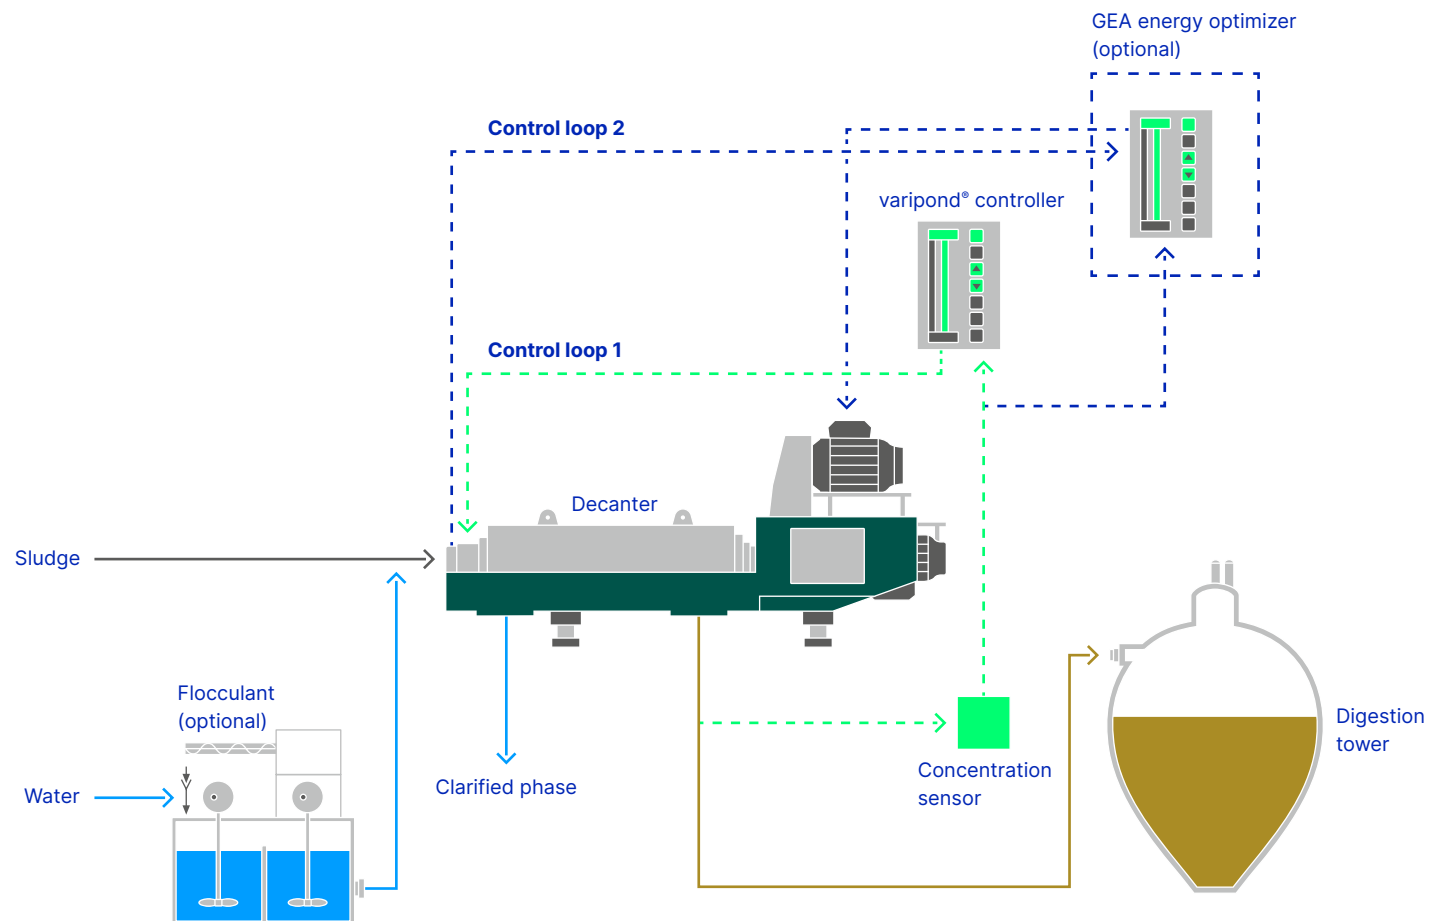 GEA energy optimizer
(optional)
Control loop 2
varipond® controller
Control loop 1
Decanter
Sludge
Flocculant
(optional)
Water
Clarified phase
Concentration
sensor
Digestion
tower